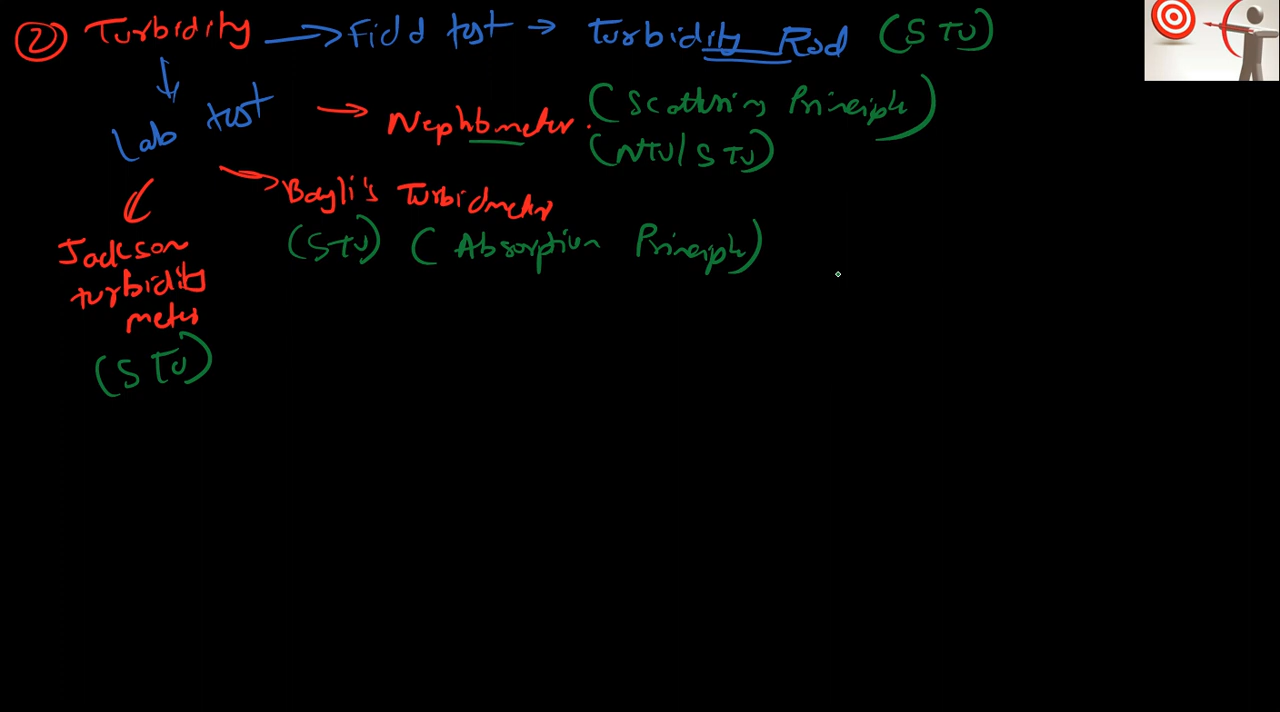 ② Turbidity → Field test → Turbidity Rod (STU)
Lab test → Nephlometer. (Scattering Principle)
(NTU/STU)
Bayli's Turbidmeter
(STU) (Absorption Principle)
Jackson
turbidity
meter
(STU)